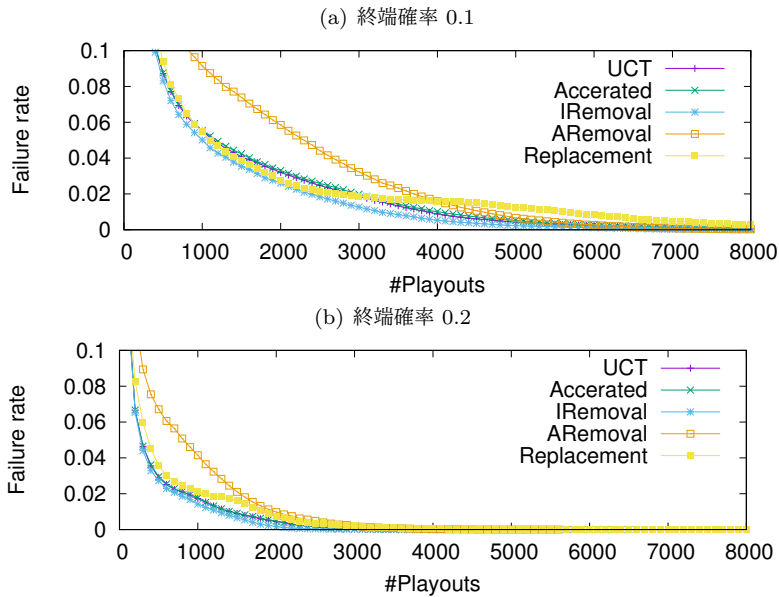 (a) 終端確率 0.1
0.1
0.08
0.06
0.04
0.02
0
Failure rate
UCT
Accerated
IRemoval
ARemoval
Replacement
0 1000 2000 3000 4000 5000 6000 7000 8000
#Playouts
(b) 終端確率 0.2
0.1
0.08
0.06
0.04
0.02
0
Failure rate
UCT
Accerated
IRemoval
ARemoval
Replacement
0 1000 2000 3000 4000 5000 6000 7000 8000
#Playouts